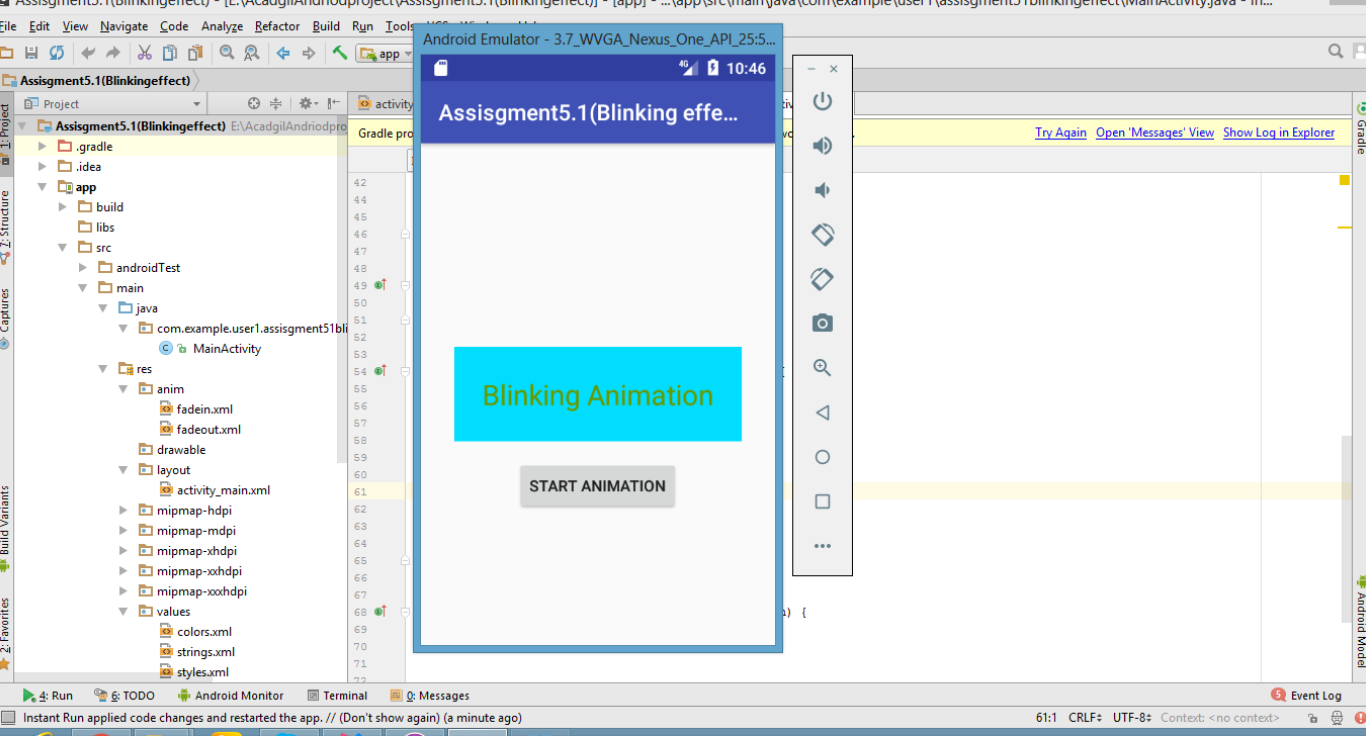 Assisgment5.1(Blinkingeffect) - [E:\AcadgilAndriodproject\Assisgment5.1(Blinkingeffect)] - [app] - ...\app\src\main\java\com\example\user1\assisgment51blinkingeffect\MainActivity.java - In...
File Edit View Navigate Code Analyze Refactor Build Run Tools
app
Assisgment5.1(Blinkingeffect)
Project
activity
Assisgment5.1(Blinkingeffect) E:\AcadgilAndriodpro
.gradle
.idea
app
build
libs
src
androidTest
main
java
com.example.user1.assisgment51bli
MainActivity
res
anim
fadein.xml
fadeout.xml
drawable
layout
activity_main.xml
mipmap-hdpi
mipmap-mdpi
mipmap-xhdpi
mipmap-xxhdpi
mipmap-xxxhdpi
values
colors.xml
strings.xml
styles.xml
1: Project
7: Structure
Captures
Build Variants
2: Favorites
Gradle pro
Try Again Open 'Messages' View Show Log in Explorer
42
44
45
46
47
48
49
50
51
52
53
54
55
56
57
58
59
60
61
62
63
64
65
66
67
68
) {
69
70
71
72
Android Emulator - 3.7_WVGA_Nexus_One_API_25:5...
4G 10:46
Assisgment5.1(Blinking effe...
Blinking Animation
START ANIMATION
Gradle
Android Model
4: Run 6: TODO Android Monitor Terminal 0: Messages 5 Event Log
Instant Run applied code changes and restarted the app. // (Don't show again) (a minute ago) 61:1 CRLF UTF-8 Context: <no context>